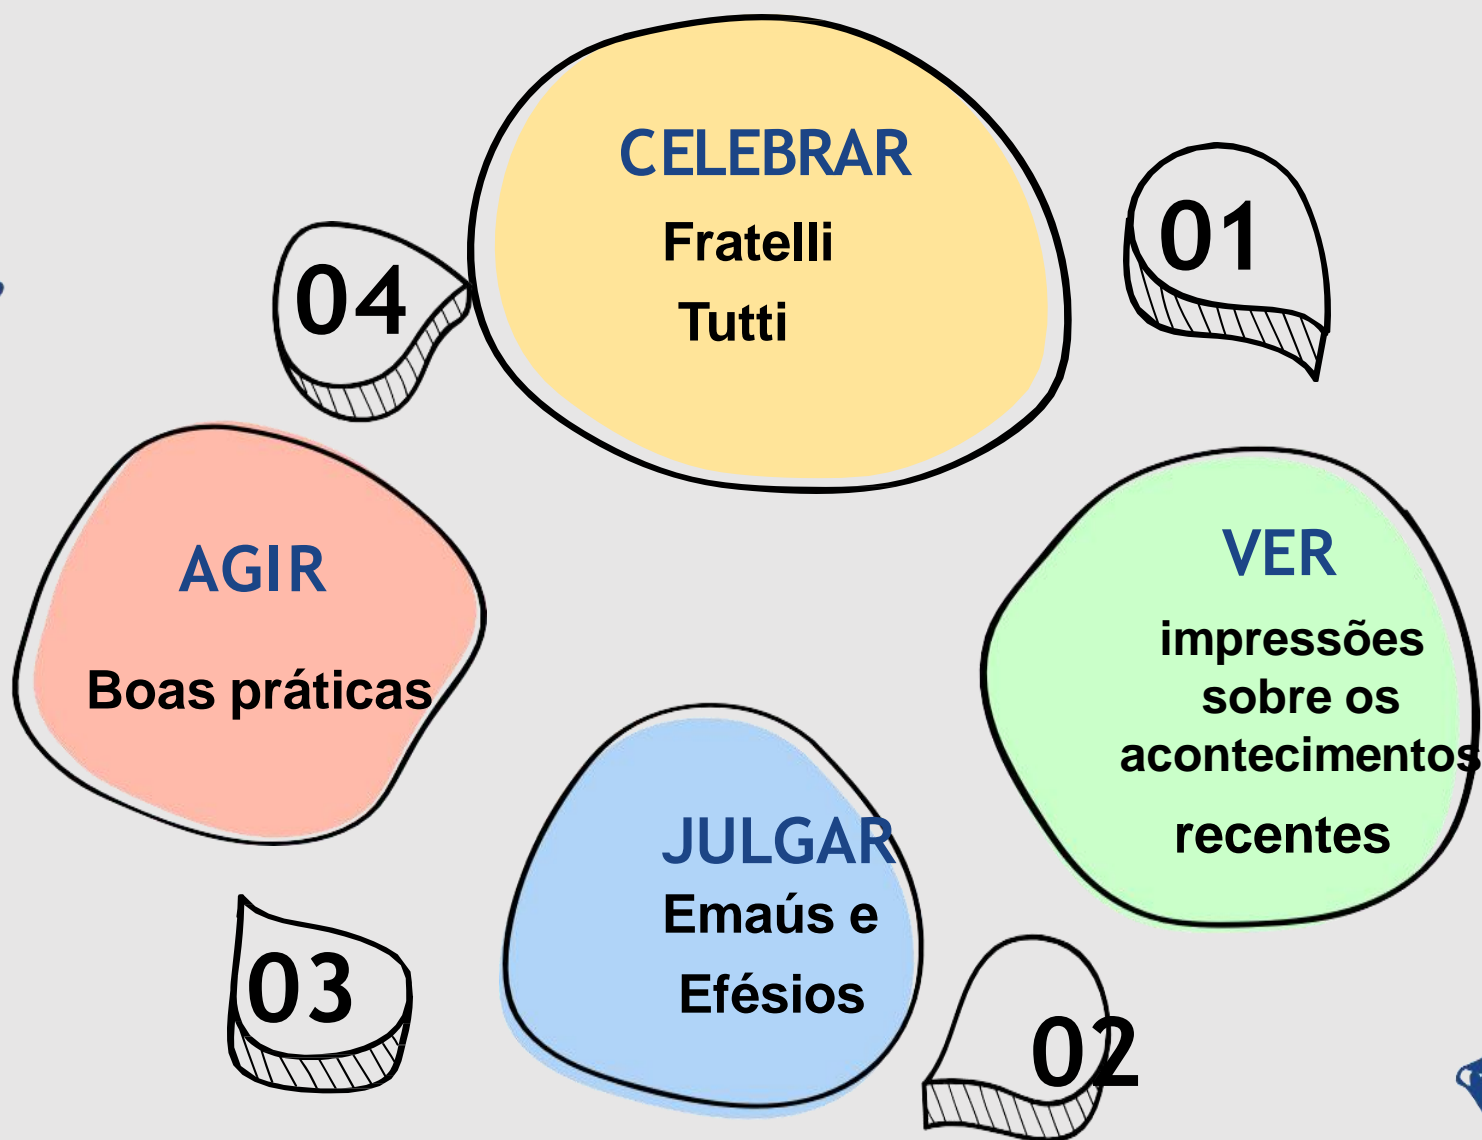 CELEBRAR
Fratelli
Tutti
01
04
VER
impressões
sobre os
acontecimentos
recentes
AGIR
Boas práticas
JULGAR
Emaús e
Efésios
03
02